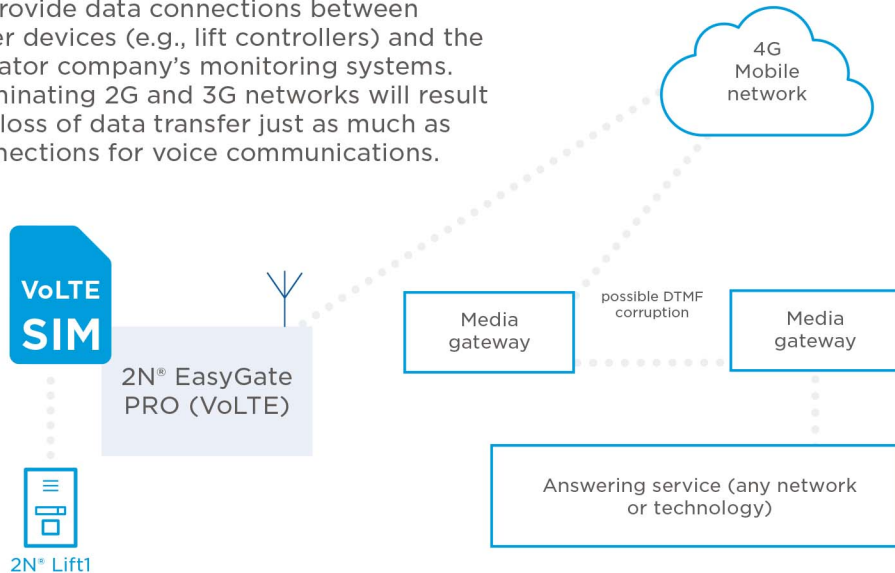 rovide data connections between
er devices (e.g., lift controllers) and the
ator company's monitoring systems.
minating 2G and 3G networks will result
loss of data transfer just as much as
nections for voice communications.
4G
Mobile
network
VoLTE
SIM
2N® EasyGate
PRO (VoLTE)
Media
gateway
possible DTMF
corruption
Media
gateway
Answering service (any network
or technology)
2N® Lift1